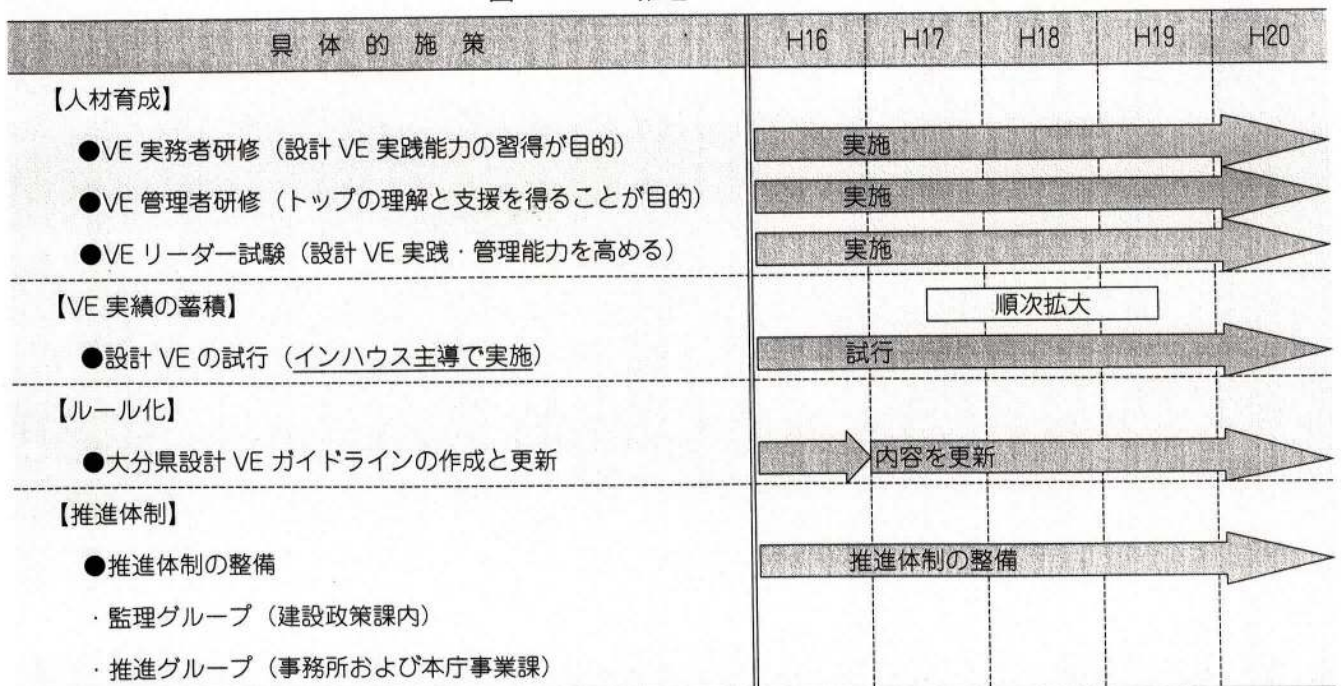 具体的施策 H16 H17 H18 H19 H20
【人材育成】
●VE 実務者研修（設計 VE 実践能力の習得が目的） 実施
●VE 管理者研修（トップの理解と支援を得ることが目的） 実施
●VE リーダー試験（設計 VE 実践・管理能力を高める） 実施
【VE 実績の蓄積】 順次拡大
●設計 VE の試行（インハウス主導で実施） 試行
【ルール化】
●大分県設計 VE ガイドラインの作成と更新 内容を更新
【推進体制】
●推進体制の整備 推進体制の整備
・監理グループ（建設政策課内）
・推進グループ（事務所および本庁事業課）